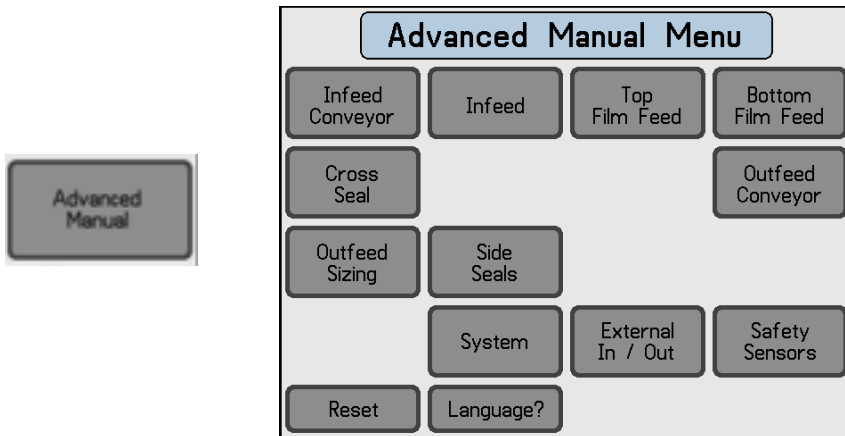 Advanced
Manual
Advanced Manual Menu
Infeed
Conveyor
Infeed
Top
Film Feed
Bottom
Film Feed
Cross
Seal
Outfeed
Conveyor
Outfeed
Sizing
Side
Seals
System
External
In / Out
Safety
Sensors
Reset
Language?